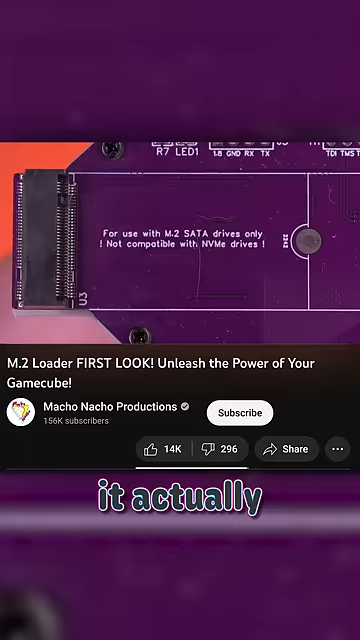 R7 LED1
1.8 GND RX TX
TDI TMS
For use with M.2 SATA drives only
! Not compatible with NVMe drives !
2242
U3
M.2 Loader FIRST LOOK! Unleash the Power of Your
Gamecube!
Macho Nacho Productions
156K subscribers
Subscribe
14K
296
Share
it actually